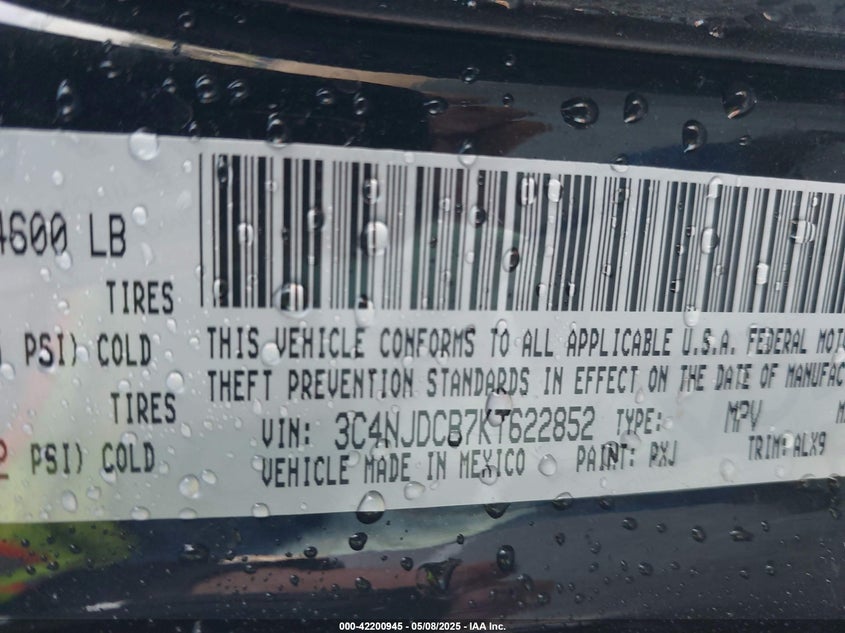 4600 LB
TIRES
PSI) COLD
TIRES
PSI) COLD
THIS VEHICLE CONFORMS TO ALL APPLICABLE U.S.A. FEDERAL
THEFT PREVENTION STANDARDS IN EFFECT ON THE DATE OF
VIN: 3C4NJDCB7KT622852 TYPE: MPV
VEHICLE MADE IN MEXICO PAINT: PXJ TRIM: ALX9
000-42200945 - 05/08/2025 - IAA Inc.